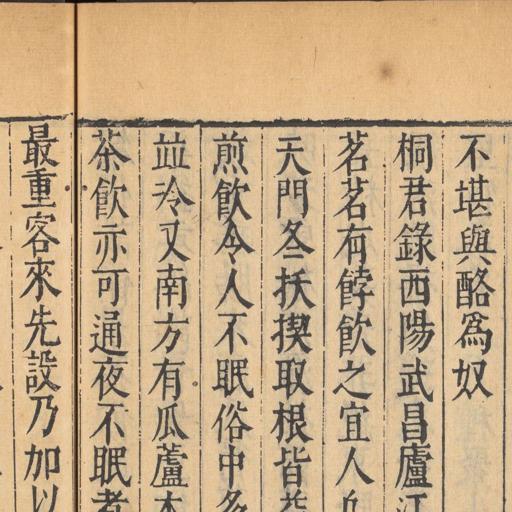 不堪與酪爲奴
桐君錄西陽武昌廬江
茗茗有餑飲之宜人凡
天門冬抶揳取根皆益
煎飲令人不眠俗中多
並冷又南方有瓜蘆木
茶飲亦可通夜不眠煮
最重客來先設乃加以